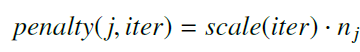 penalty(j, iter) = scale(iter) · n_j